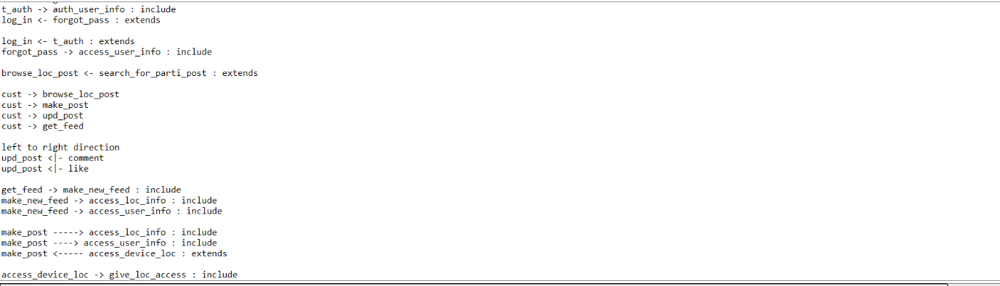 t_auth -> auth_user_info : include
log_in <- forgot_pass : extends
log_in <- t_auth : extends
forgot_pass -> access_user_info : include
browse_loc_post <- search_for_parti_post : extends
cust -> browse_loc_post
cust -> make_post
cust -> upd_post
cust -> get_feed
left to right direction
upd_post <|- comment
upd_post <|- like
get_feed -> make_new_feed : include
make_new_feed -> access_loc_info : include
make_new_feed -> access_user_info : include
make_post -----> access_loc_info : include
make_post ----> access_user_info : include
make_post <----- access_device_loc : extends
access_device_loc -> give_loc_access : include